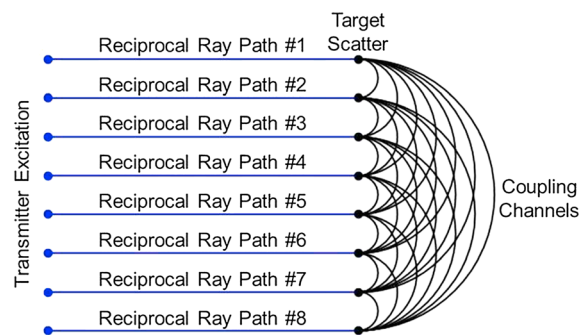 Target
Scatter
Reciprocal Ray Path #1
Reciprocal Ray Path #2
Reciprocal Ray Path #3
Reciprocal Ray Path #4
Reciprocal Ray Path #5
Reciprocal Ray Path #6
Reciprocal Ray Path #7
Reciprocal Ray Path #8
Transmitter Excitation
Coupling
Channels